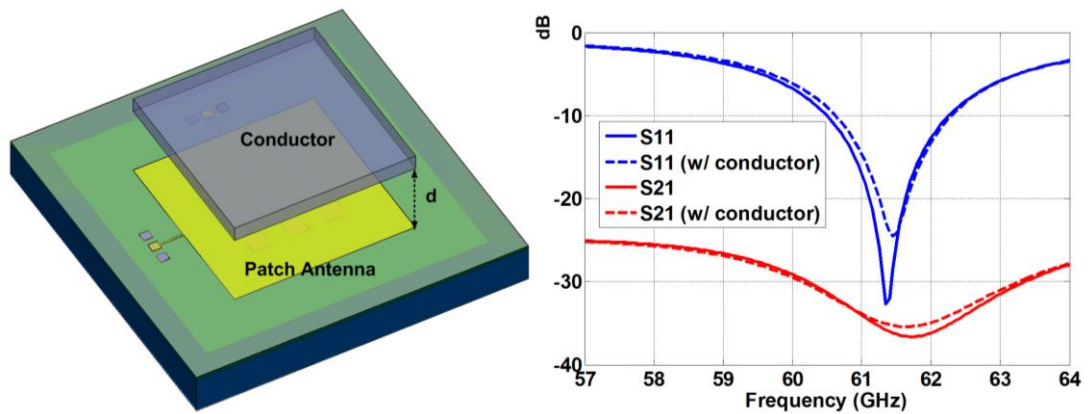 Conductor
d
Patch Antenna
dB
0
-10
-20
-30
-40
S11
S11 (w/ conductor)
S21
S21 (w/ conductor)
57 58 59 60 61 62 63 64
Frequency (GHz)